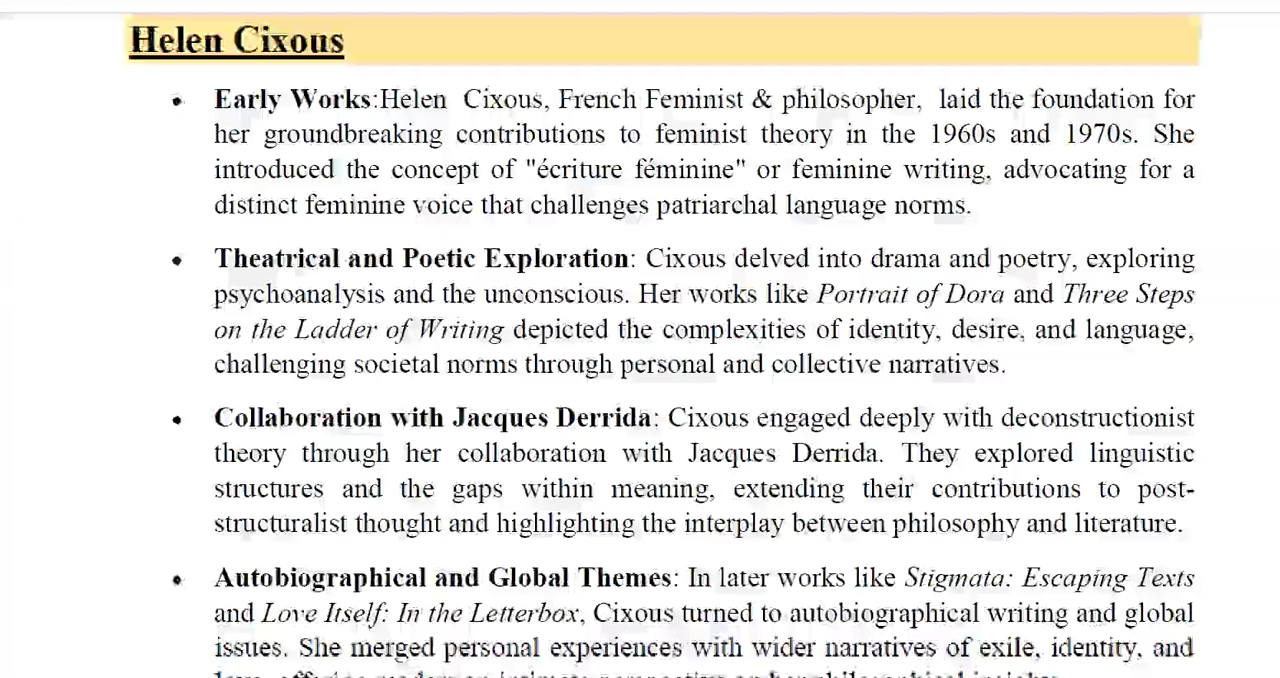 Helen Cixous
• Early Works:Helen Cixous, French Feminist & philosopher, laid the foundation for
her groundbreaking contributions to feminist theory in the 1960s and 1970s. She
introduced the concept of "écriture féminine" or feminine writing, advocating for a
distinct feminine voice that challenges patriarchal language norms.
• Theatrical and Poetic Exploration: Cixous delved into drama and poetry, exploring
psychoanalysis and the unconscious. Her works like Portrait of Dora and Three Steps
on the Ladder of Writing depicted the complexities of identity, desire, and language,
challenging societal norms through personal and collective narratives.
• Collaboration with Jacques Derrida: Cixous engaged deeply with deconstructionist
theory through her collaboration with Jacques Derrida. They explored linguistic
structures and the gaps within meaning, extending their contributions to post-
structuralist thought and highlighting the interplay between philosophy and literature.
• Autobiographical and Global Themes: In later works like Stigmata: Escaping Texts
and Love Itself: In the Letterbox, Cixous turned to autobiographical writing and global
issues. She merged personal experiences with wider narratives of exile, identity, and